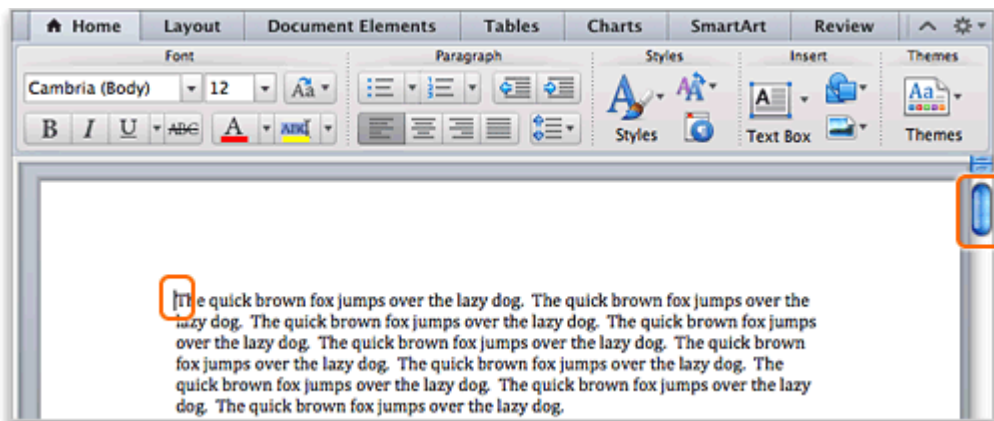 Home Layout Document Elements Tables Charts SmartArt Review
Font Paragraph Styles Insert Themes
Cambria (Body) 12 Aa Aa
B I U ABC A ABC Styles A Text Box Themes
The quick brown fox jumps over the lazy dog. The quick brown fox jumps over the
lazy dog. The quick brown fox jumps over the lazy dog. The quick brown fox jumps
over the lazy dog. The quick brown fox jumps over the lazy dog. The quick brown
fox jumps over the lazy dog. The quick brown fox jumps over the lazy dog. The
quick brown fox jumps over the lazy dog. The quick brown fox jumps over the lazy
dog. The quick brown fox jumps over the lazy dog.